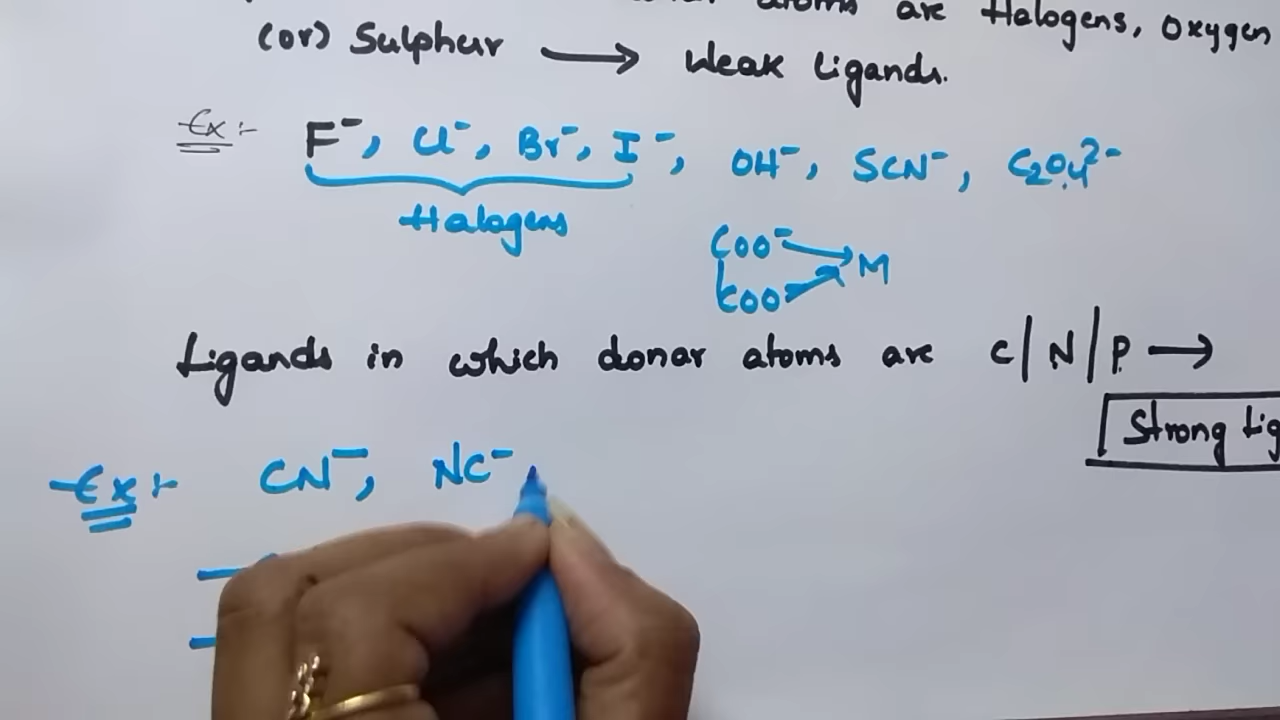 atoms are Halogens, Oxygen
(or) Sulphur → Weak Ligands.
Ex:- F⁻, Cl⁻, Br⁻, I⁻, OH⁻, SCN⁻, C₂O₄²⁻
Halogens
COO⁻ → M
COO
Ligands in which donar atoms are C/N/P →
Strong Lig
Ex:- CN⁻, NC⁻